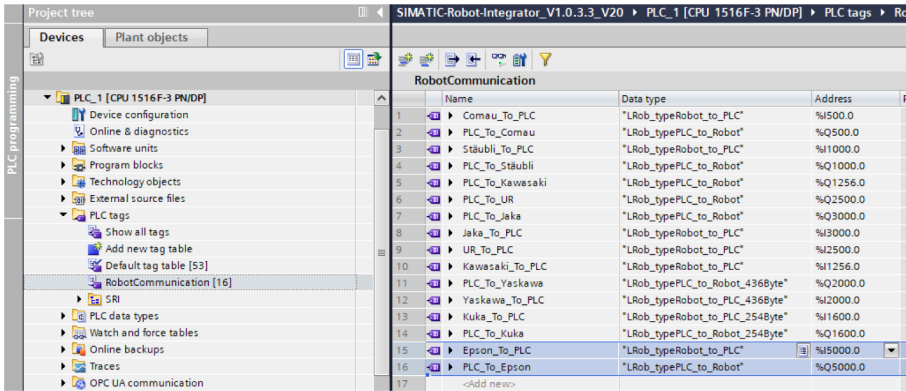 Project tree
SIMATIC-Robot-Integrator_V1.0.3.3_V20 ▸ PLC_1 [CPU 1516F-3 PN/DP] ▸ PLC tags ▸
Devices
Plant objects
PLC programming
PLC_1 [CPU 1516F-3 PN/DP]
Device configuration
Online & diagnostics
Software units
Program blocks
Technology objects
External source files
PLC tags
Show all tags
Add new tag table
Default tag table [53]
RobotCommunication [16]
SRI
PLC data types
Watch and force tables
Online backups
Traces
OPC UA communication
RobotCommunication
Name Data type Address
1 Comau_To_PLC "LRob_typeRobot_to_PLC" %I500.0
2 PLC_To_Comau "LRob_typePLC_to_Robot" %Q500.0
3 Stäubli_To_PLC "LRob_typeRobot_to_PLC" %I1000.0
4 PLC_To_Stäubli "LRob_typePLC_to_Robot" %Q1000.0
5 PLC_To_Kawasaki "LRob_typePLC_to_Robot" %Q1256.0
6 PLC_To_UR "LRob_typePLC_to_Robot" %Q2500.0
7 PLC_To_Jaka "LRob_typePLC_to_Robot" %Q3000.0
8 Jaka_To_PLC "LRob_typeRobot_to_PLC" %I3000.0
9 UR_To_PLC "LRob_typeRobot_to_PLC" %I2500.0
10 Kawasaki_To_PLC "LRob_typeRobot_to_PLC" %I1256.0
11 PLC_To_Yaskawa "LRob_typePLC_to_Robot_436Byte" %Q2000.0
12 Yaskawa_To_PLC "LRob_typeRobot_to_PLC_436Byte" %I2000.0
13 Kuka_To_PLC "LRob_typeRobot_to_PLC_254Byte" %I1600.0
14 PLC_To_Kuka "LRob_typePLC_to_Robot_254Byte" %Q1600.0
15 Epson_To_PLC "LRob_typeRobot_to_PLC" %I5000.0
16 PLC_To_Epson "LRob_typePLC_to_Robot" %Q5000.0
17 <Add new>